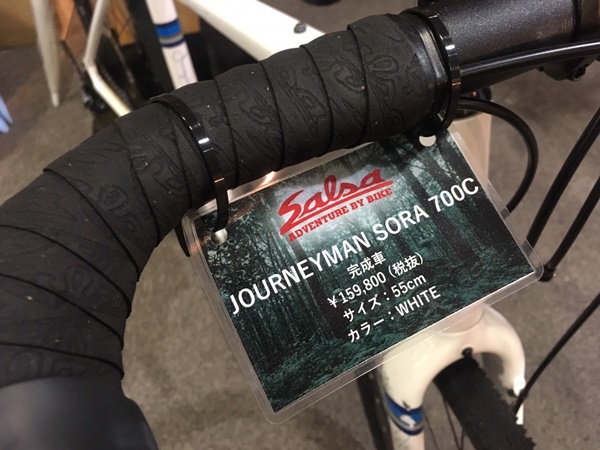 Salsa
ADVENTURE BY BIKE
JOURNEYMAN SORA 700C
完成車
￥159,800 (税抜)
サイズ：55cm
カラー：WHITE